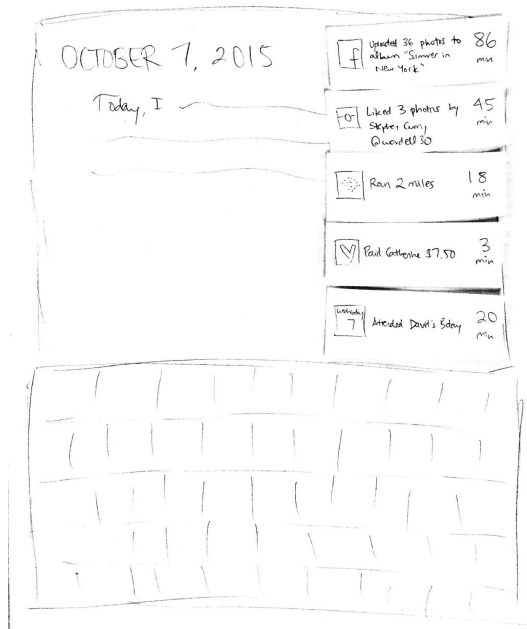 OCTOBER 7, 2015
Today, I
f
Uploaded 36 photos to
album "Summer in
New York"
86
min
Liked 3 photos by
Stephen Curry
@wardell30
45
min
Ran 2 miles
18
min
Paid Catherine $7.50
3
min
Wednesday
7
Attended David's Bday
20
min